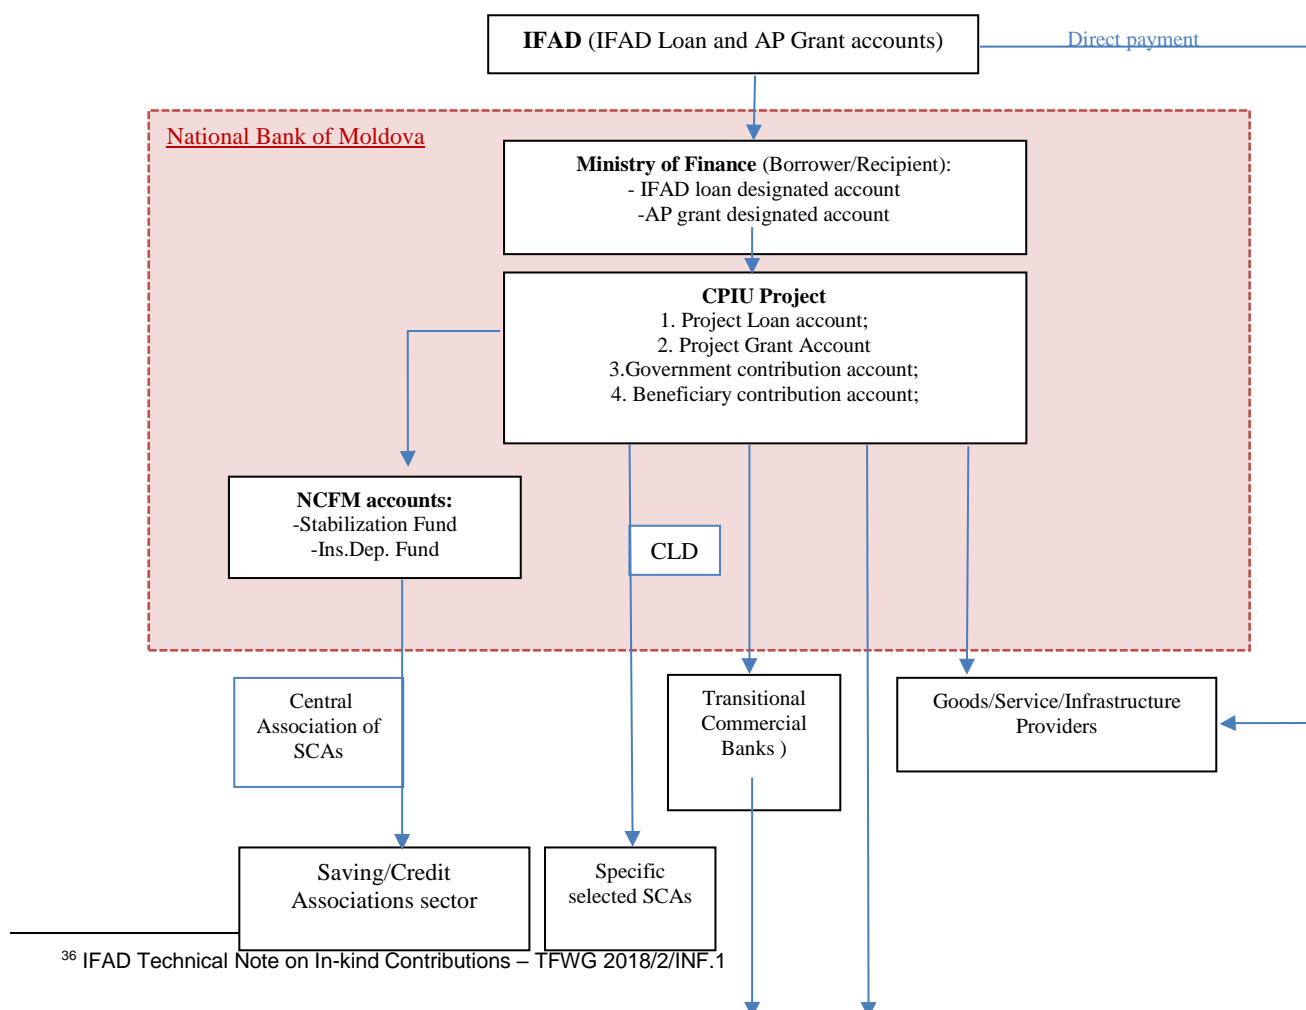 IFAD (IFAD Loan and AP Grant accounts)
Direct payment
National Bank of Moldova
Ministry of Finance (Borrower/Recipient):
- IFAD loan designated account
-AP grant designated account
CPIU Project
1. Project Loan account;
2. Project Grant Account
3.Government contribution account;
4. Beneficiary contribution account;
NCFM accounts:
-Stabilization Fund
-Ins.Dep. Fund
CLD
Central
Association of
SCAs
Transitional
Commercial
Banks )
Goods/Service/Infrastructure
Providers
Saving/Credit
Associations sector
Specific
selected SCAs
36 IFAD Technical Note on In-kind Contributions – TFWG 2018/2/INF.1